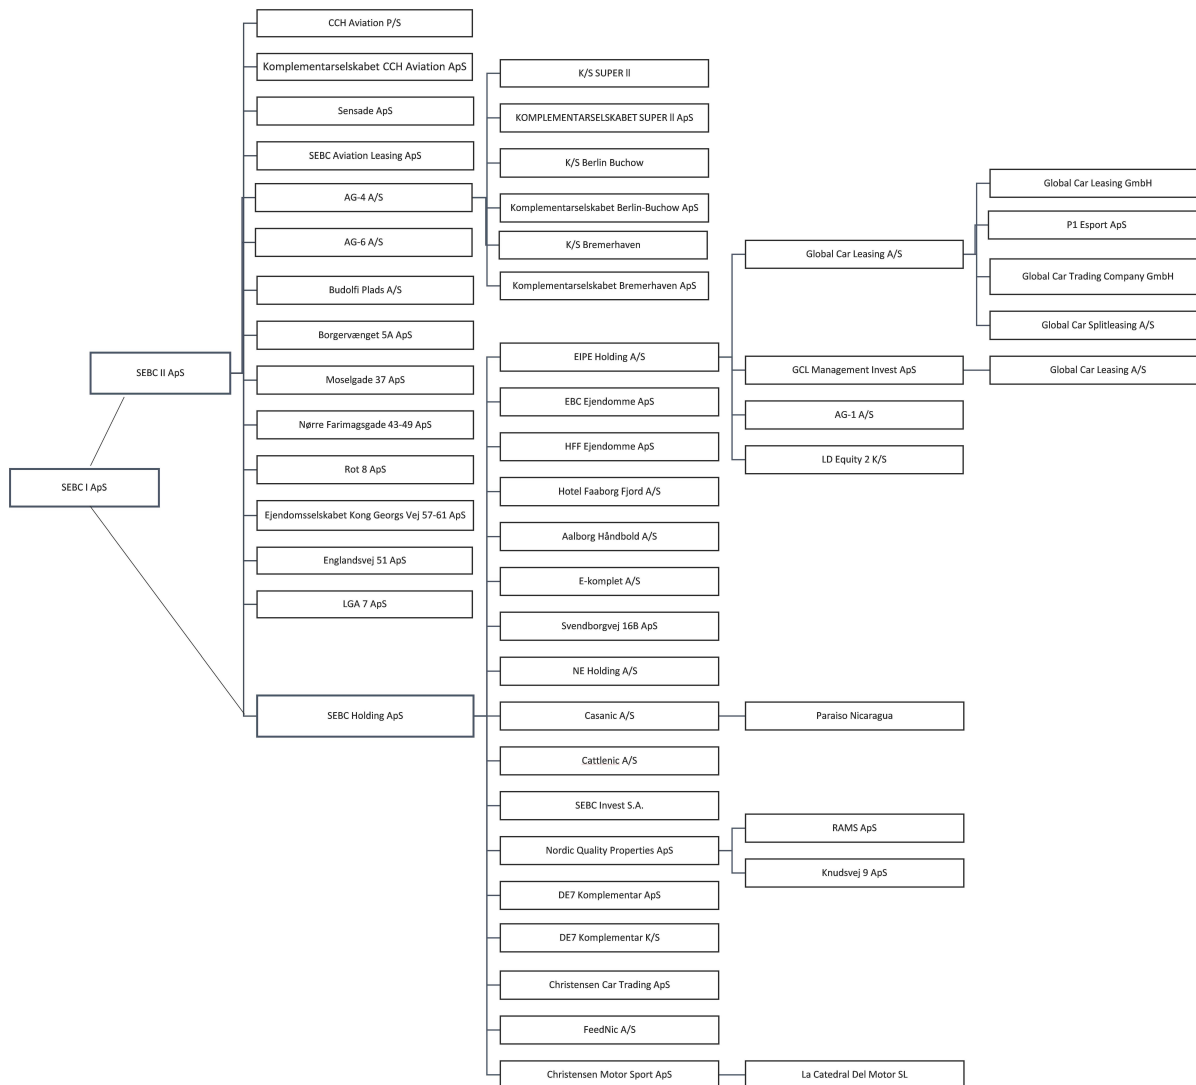 CCH Aviation P/S
Komplementarselskabet CCH Aviation ApS
Sensade ApS
SEBC Aviation Leasing ApS
AG-4 A/S
AG-6 A/S
Budolfi Plads A/S
Borgervænget 5A ApS
Moselgade 37 ApS
Nørre Farimagsgade 43-49 ApS
Rot 8 ApS
Ejendomsselskabet Kong Georgs Vej 57-61 ApS
Englandsvej 51 ApS
LGA 7 ApS
SEBC II ApS
SEBC I ApS
SEBC Holding ApS
K/S SUPER ll
KOMPLEMENTARSELSKABET SUPER ll ApS
K/S Berlin Buchow
Komplementarselskabet Berlin-Buchow ApS
K/S Bremerhaven
Komplementarselskabet Bremerhaven ApS
EIPE Holding A/S
EBC Ejendomme ApS
HFF Ejendomme ApS
Hotel Faaborg Fjord A/S
Aalborg Håndbold A/S
E-komplet A/S
Svendborgvej 16B ApS
NE Holding A/S
Casanic A/S
Cattlenic A/S
SEBC Invest S.A.
Nordic Quality Properties ApS
DE7 Komplementar ApS
DE7 Komplementar K/S
Christensen Car Trading ApS
FeedNic A/S
Christensen Motor Sport ApS
Global Car Leasing A/S
GCL Management Invest ApS
AG-1 A/S
LD Equity 2 K/S
Paraiso Nicaragua
RAMS ApS
Knudsvej 9 ApS
La Catedral Del Motor SL
Global Car Leasing GmbH
P1 Esport ApS
Global Car Trading Company GmbH
Global Car Splitleasing A/S
Global Car Leasing A/S